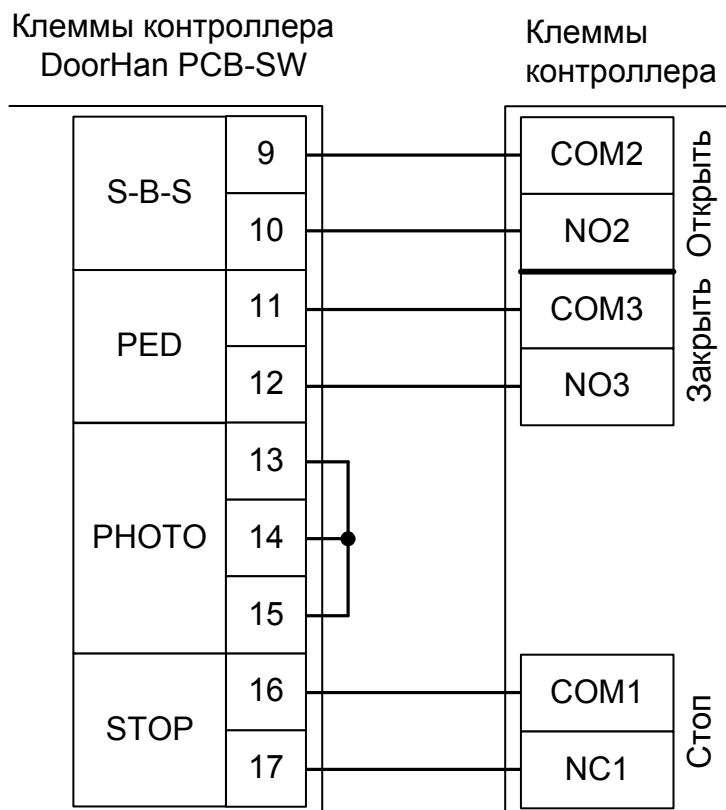 Клеммы контроллера
DoorHan PCB-SW
Клеммы
контроллера
S-B-S
9
COM2
10
NO2
Открыть
PED
11
COM3
12
NO3
Закрыть
PHOTO
13
14
15
STOP
16
COM1
17
NC1
Стоп